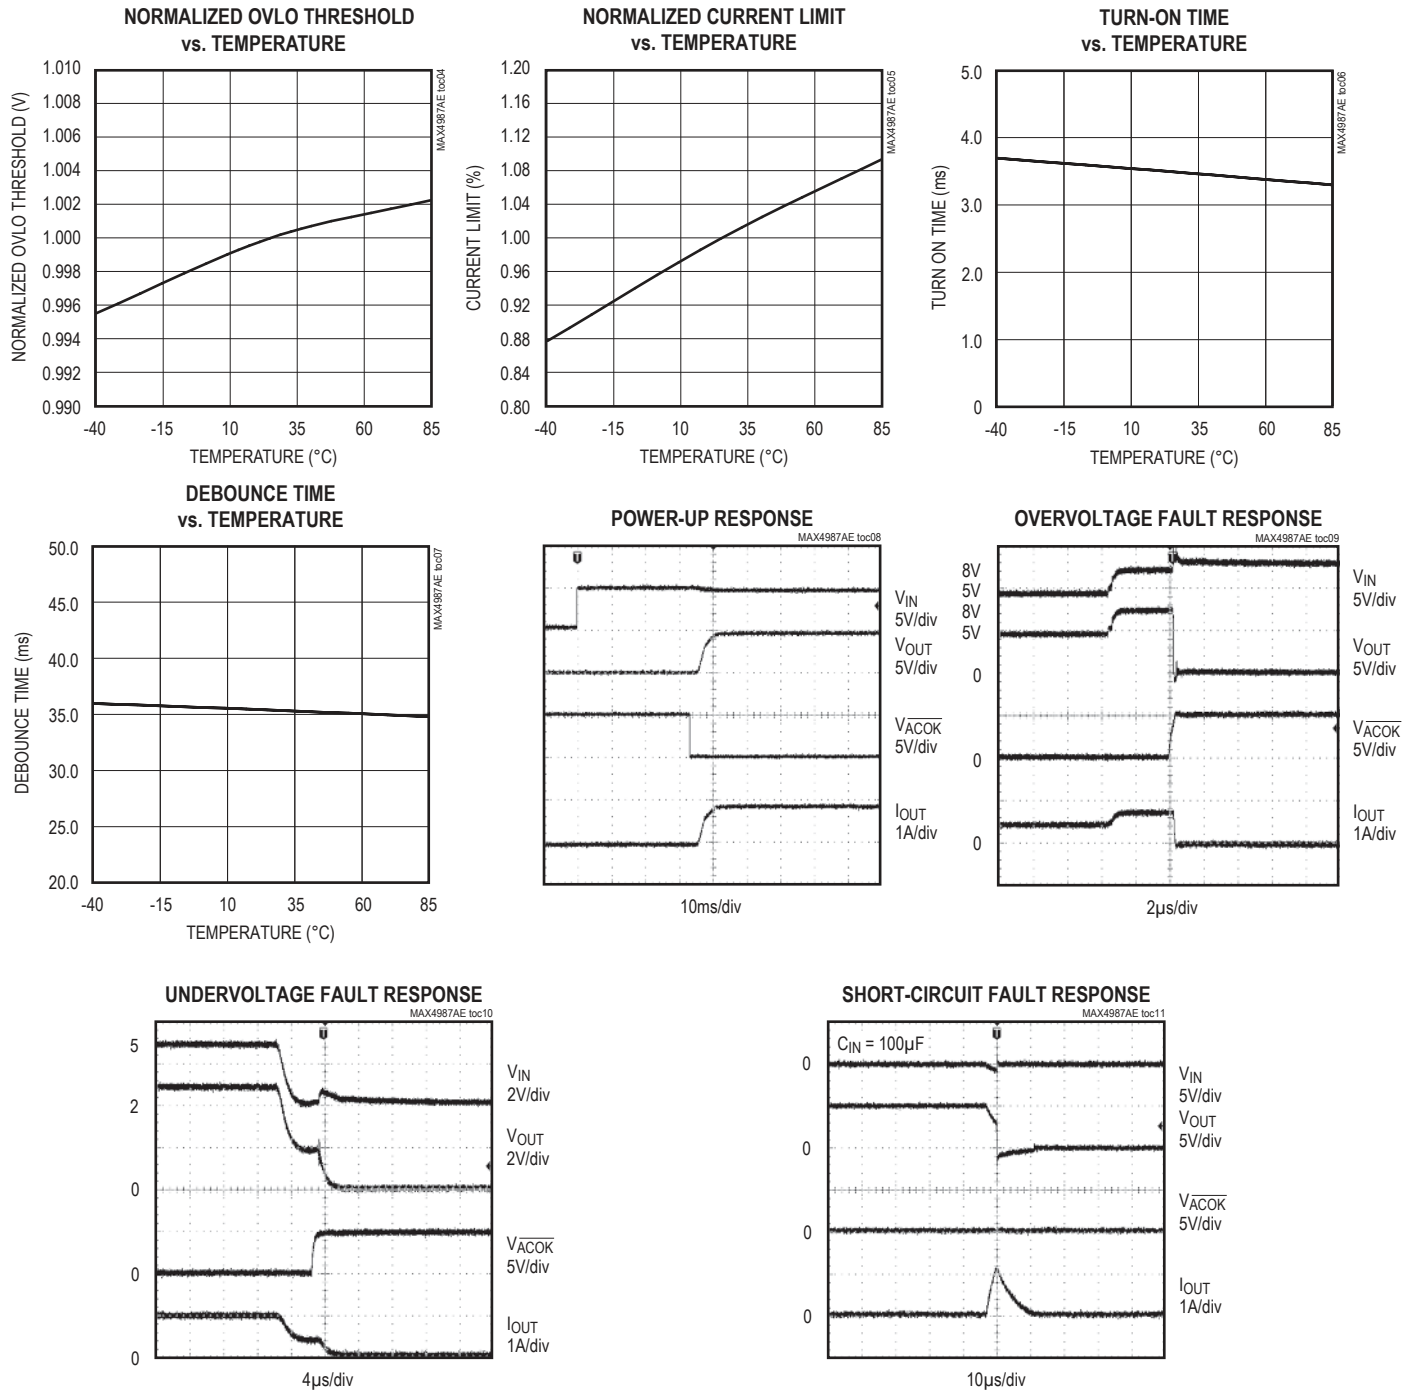 NORMALIZED OVLO THRESHOLD
vs. TEMPERATURE
1.010
1.008
1.006
1.004
1.002
1.000
0.998
0.996
0.994
0.992
0.990
NORMALIZED OVLO THRESHOLD (V)
MAX4987AE toc04
-40 -15 10 35 60 85
TEMPERATURE (°C)
NORMALIZED CURRENT LIMIT
vs. TEMPERATURE
1.20
1.16
1.12
1.08
1.04
1.00
0.96
0.92
0.88
0.84
0.80
CURRENT LIMIT (%)
MAX4987AE toc05
-40 -15 10 35 60 85
TEMPERATURE (°C)
TURN-ON TIME
vs. TEMPERATURE
5.0
4.0
3.0
2.0
1.0
0
TURN ON TIME (ms)
MAX4987AE toc06
-40 -15 10 35 60 85
TEMPERATURE (°C)
DEBOUNCE TIME
vs. TEMPERATURE
50.0
45.0
40.0
35.0
30.0
25.0
20.0
DEBOUNCE TIME (ms)
MAX4987AE toc07
-40 -15 10 35 60 85
TEMPERATURE (°C)
POWER-UP RESPONSE
MAX4987AE toc08
VIN
5V/div
VOUT
5V/div
VACOK
5V/div
IOUT
1A/div
10ms/div
OVERVOLTAGE FAULT RESPONSE
MAX4987AE toc09
8V
5V
8V
5V
0
0
0
VIN
5V/div
VOUT
5V/div
VACOK
5V/div
IOUT
1A/div
2µs/div
UNDERVOLTAGE FAULT RESPONSE
MAX4987AE toc10
5
2
0
0
0
VIN
2V/div
VOUT
2V/div
VACOK
5V/div
IOUT
1A/div
4µs/div
SHORT-CIRCUIT FAULT RESPONSE
MAX4987AE toc11
CIN = 100µF
0
0
0
0
VIN
5V/div
VOUT
5V/div
VACOK
5V/div
IOUT
1A/div
10µs/div